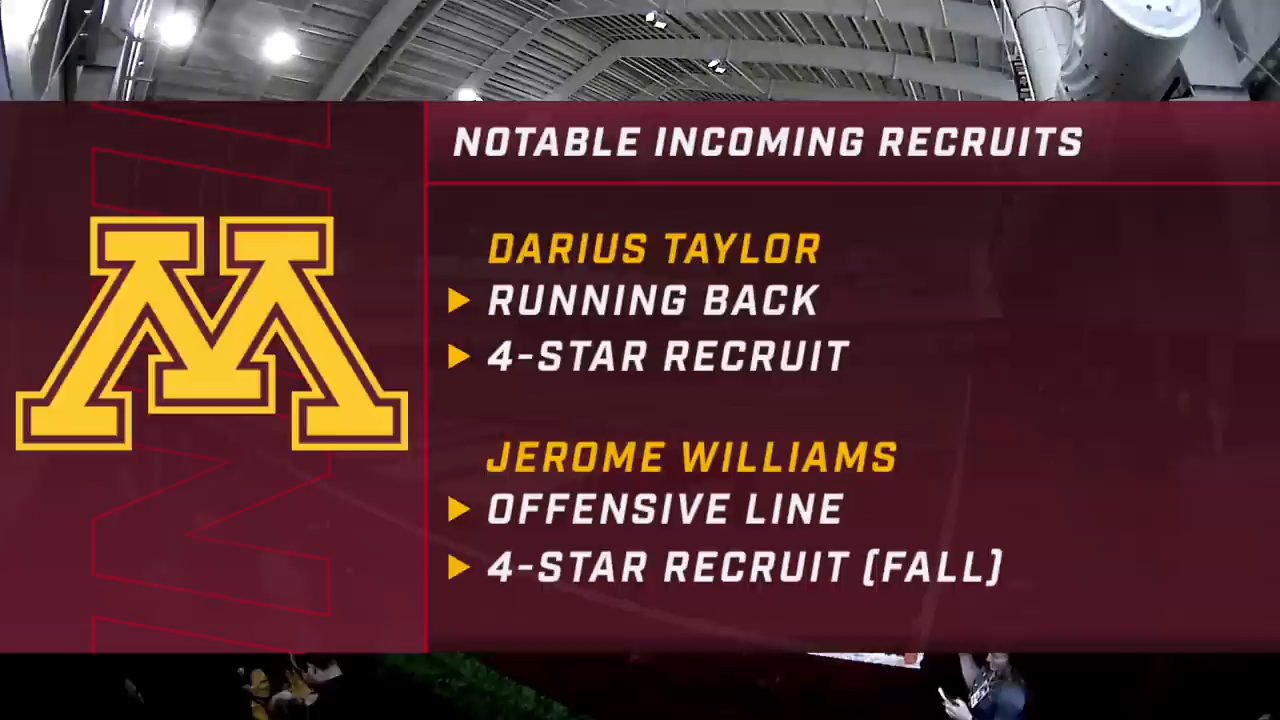 M
NOTABLE INCOMING RECRUITS
DARIUS TAYLOR
RUNNING BACK
4-STAR RECRUIT
JEROME WILLIAMS
OFFENSIVE LINE
4-STAR RECRUIT (FALL)